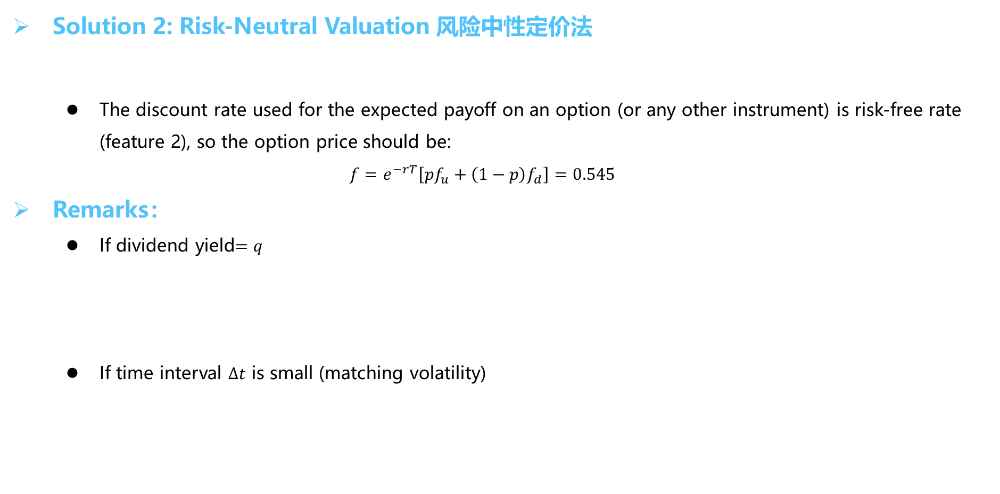 ➢ Solution 2: Risk-Neutral Valuation 风险中性定价法
● The discount rate used for the expected payoff on an option (or any other instrument) is risk-free rate
(feature 2), so the option price should be:
$f = e^{-rT}[pf_u + (1 - p)f_d] = 0.545$
➢ Remarks：
● If dividend yield= $q$
● If time interval $\Delta t$ is small (matching volatility)